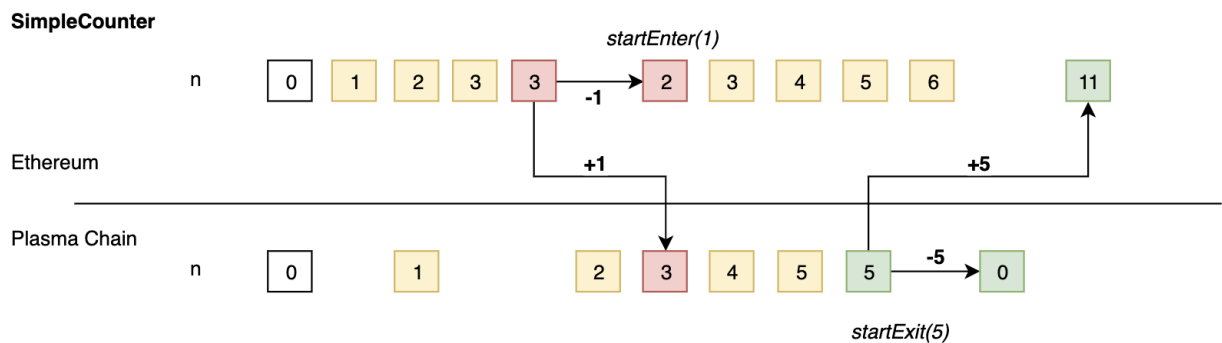 SimpleCounter
startEnter(1)
n 0 1 2 3 3 2 3 4 5 6 11
-1
Ethereum +1 +5
Plasma Chain
n 0 1 2 3 4 5 5 0
-5
startExit(5)